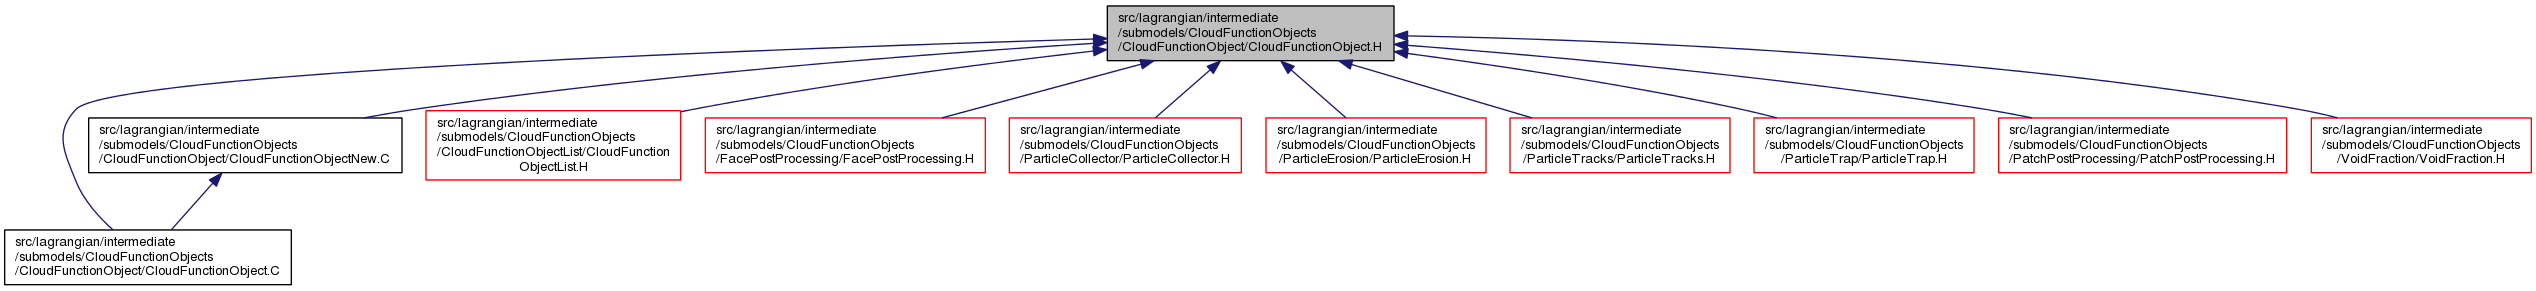 src/lagrangian/intermediate
/submodels/CloudFunctionObjects
/CloudFunctionObject/CloudFunctionObject.H
src/lagrangian/intermediate
/submodels/CloudFunctionObjects
/CloudFunctionObject/CloudFunctionObjectNew.C
src/lagrangian/intermediate
/submodels/CloudFunctionObjects
/CloudFunctionObjectList/CloudFunction
ObjectList.H
src/lagrangian/intermediate
/submodels/CloudFunctionObjects
/FacePostProcessing/FacePostProcessing.H
src/lagrangian/intermediate
/submodels/CloudFunctionObjects
/ParticleCollector/ParticleCollector.H
src/lagrangian/intermediate
/submodels/CloudFunctionObjects
/ParticleErosion/ParticleErosion.H
src/lagrangian/intermediate
/submodels/CloudFunctionObjects
/ParticleTracks/ParticleTracks.H
src/lagrangian/intermediate
/submodels/CloudFunctionObjects
/ParticleTrap/ParticleTrap.H
src/lagrangian/intermediate
/submodels/CloudFunctionObjects
/PatchPostProcessing/PatchPostProcessing.H
src/lagrangian/intermediate
/submodels/CloudFunctionObjects
/VoidFraction/VoidFraction.H
src/lagrangian/intermediate
/submodels/CloudFunctionObjects
/CloudFunctionObject/CloudFunctionObject.C